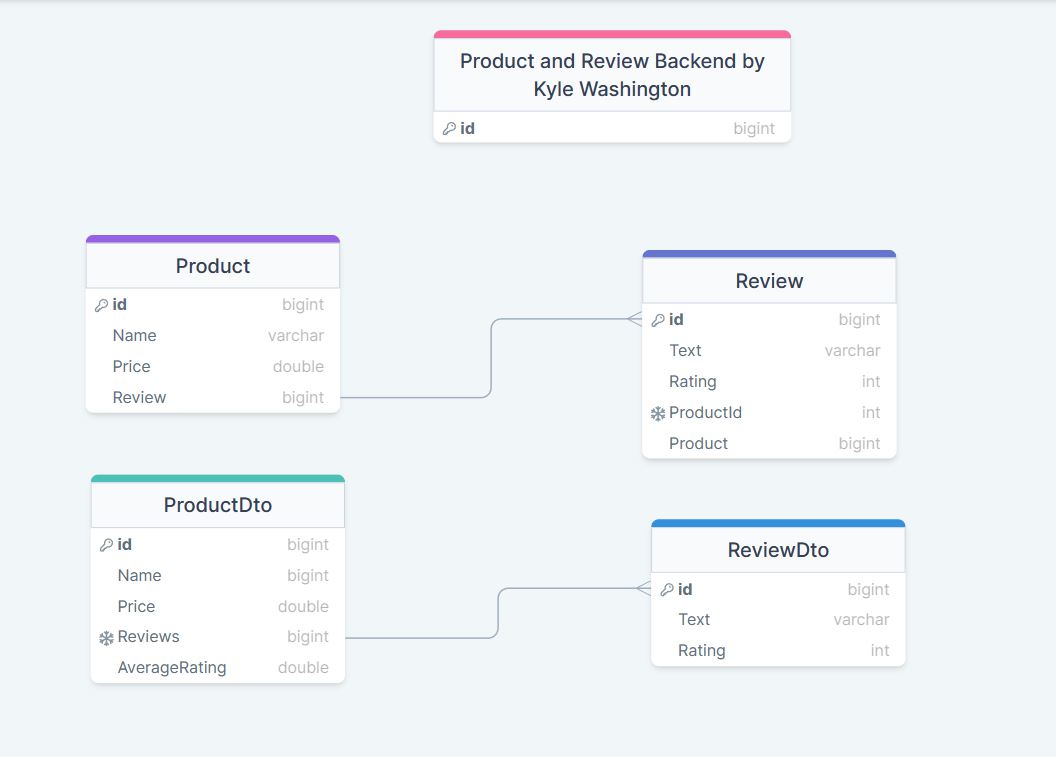 Product and Review Backend by
Kyle Washington
id bigint
Product
id bigint
Name varchar
Price double
Review bigint
Review
id bigint
Text varchar
Rating int
ProductId int
Product bigint
ProductDto
id bigint
Name bigint
Price double
Reviews bigint
AverageRating double
ReviewDto
id bigint
Text varchar
Rating int